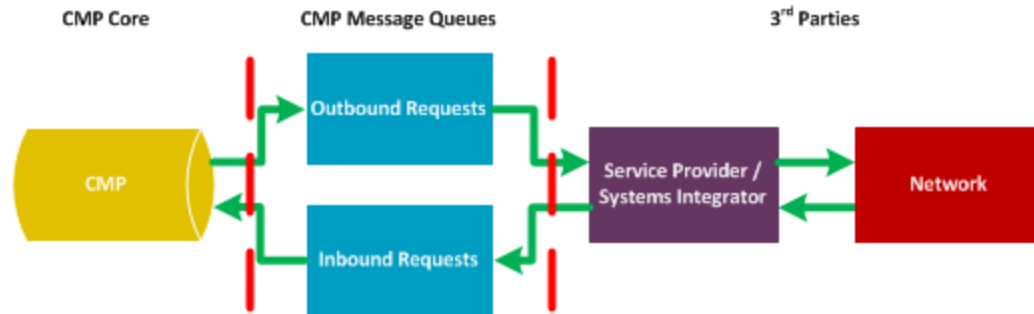 CMP Core
CMP Message Queues
3rd Parties
Outbound Requests
CMP
Service Provider /
Systems Integrator
Network
Inbound Requests